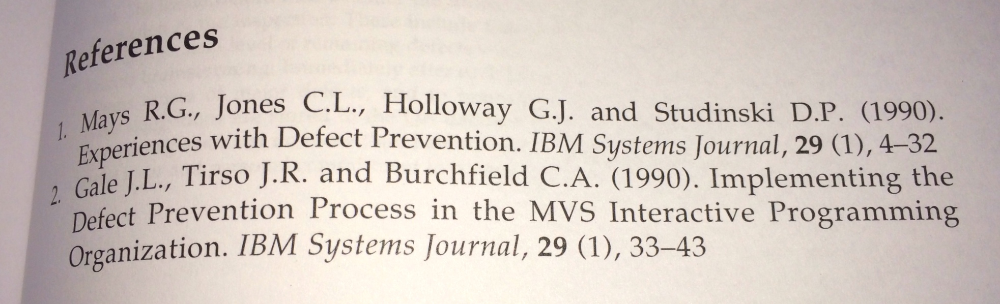 References
1. Mays R.G., Jones C.L., Holloway G.J. and Studinski D.P. (1990).
Experiences with Defect Prevention. IBM Systems Journal, 29 (1), 4–32
2. Gale J.L., Tirso J.R. and Burchfield C.A. (1990). Implementing the
Defect Prevention Process in the MVS Interactive Programming
Organization. IBM Systems Journal, 29 (1), 33–43